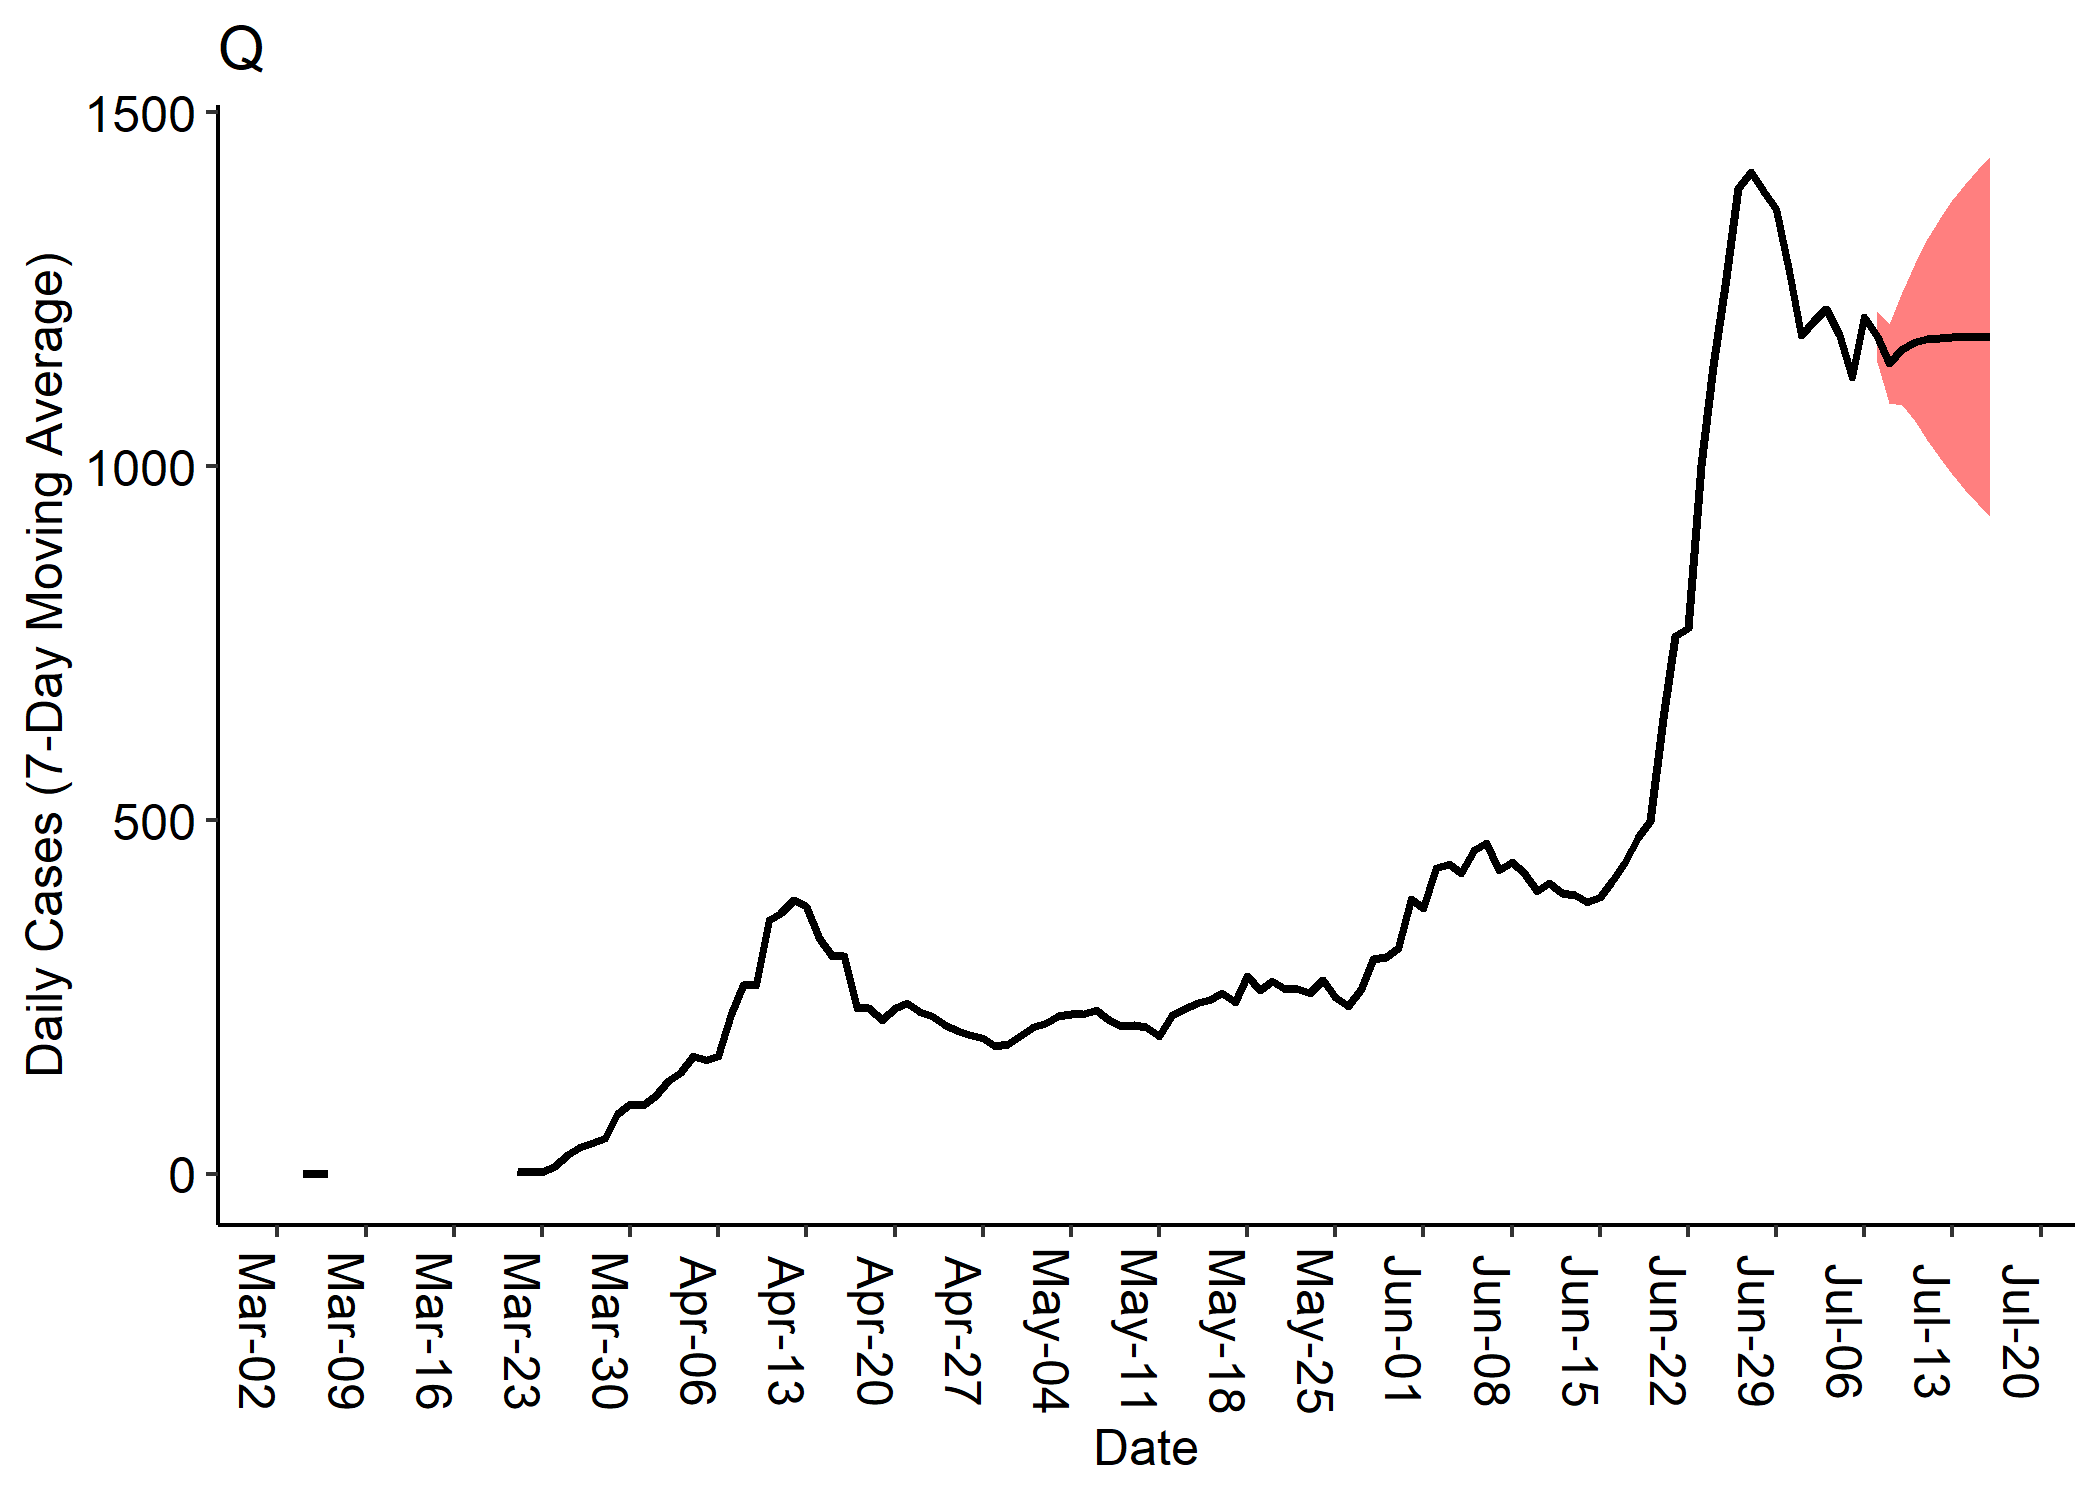 Q
1500
1000
500
0
Daily Cases (7-Day Moving Average)
Mar-02
Mar-09
Mar-16
Mar-23
Mar-30
Apr-06
Apr-13
Apr-20
Apr-27
May-04
May-11
May-18
May-25
Jun-01
Jun-08
Jun-15
Jun-22
Jun-29
Jul-06
Jul-13
Jul-20
Date